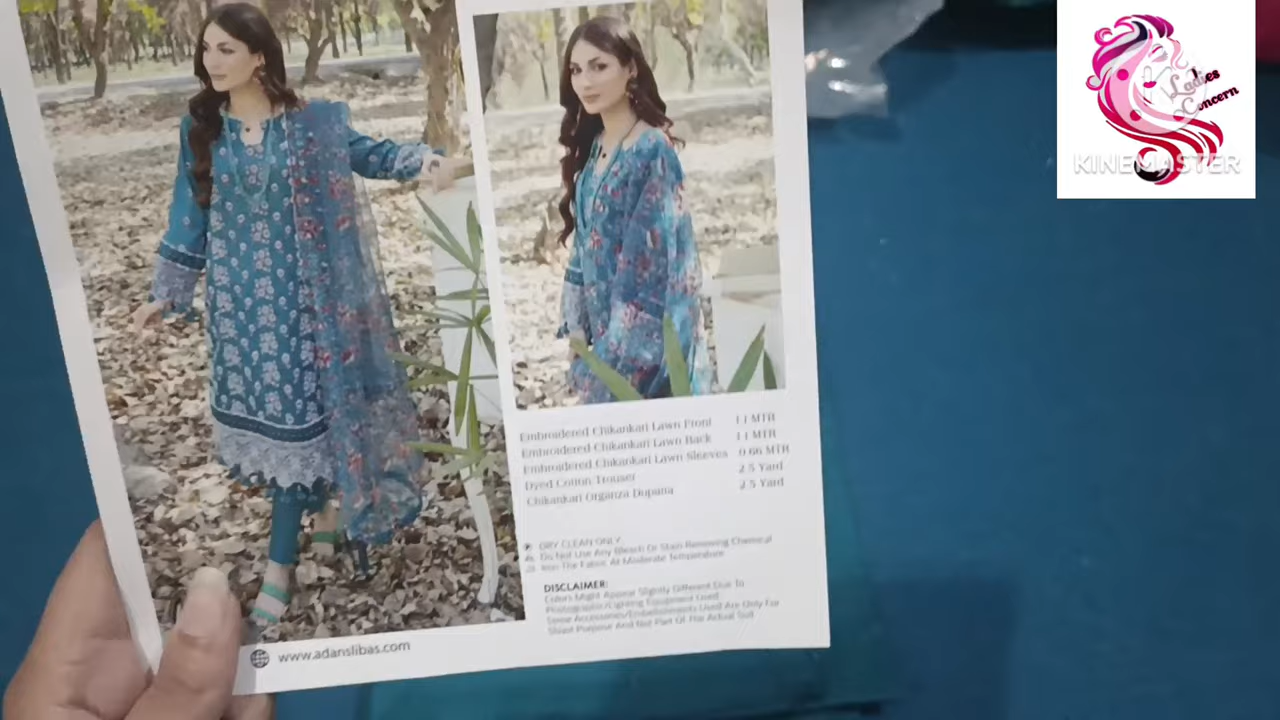 Ladies
Concern
KINEMASTER
Embroidered Chikankari Lawn Front 1.1 MTR
Embroidered Chikankari Lawn Back 1.1 MTR
Embroidered Chikankari Lawn Sleeves 0.66 MTR
Dyed Cotton Trouser 2.5 Yard
Chikankari Organza Dupatta 2.5 Yard
DRY CLEAN ONLY.
Do Not Use Any Bleach Or Stain Removing Chemical
Iron The Fabric At Moderate Temperature
DISCLAIMER:
Colors Might Appear Slightly Different Due To
Photographic/Lighting Equipment Used
Some Accessories/Embellishments Used Are Only For
Shoot Purpose And Not Part Of The Actual Suit
www.adanslibas.com